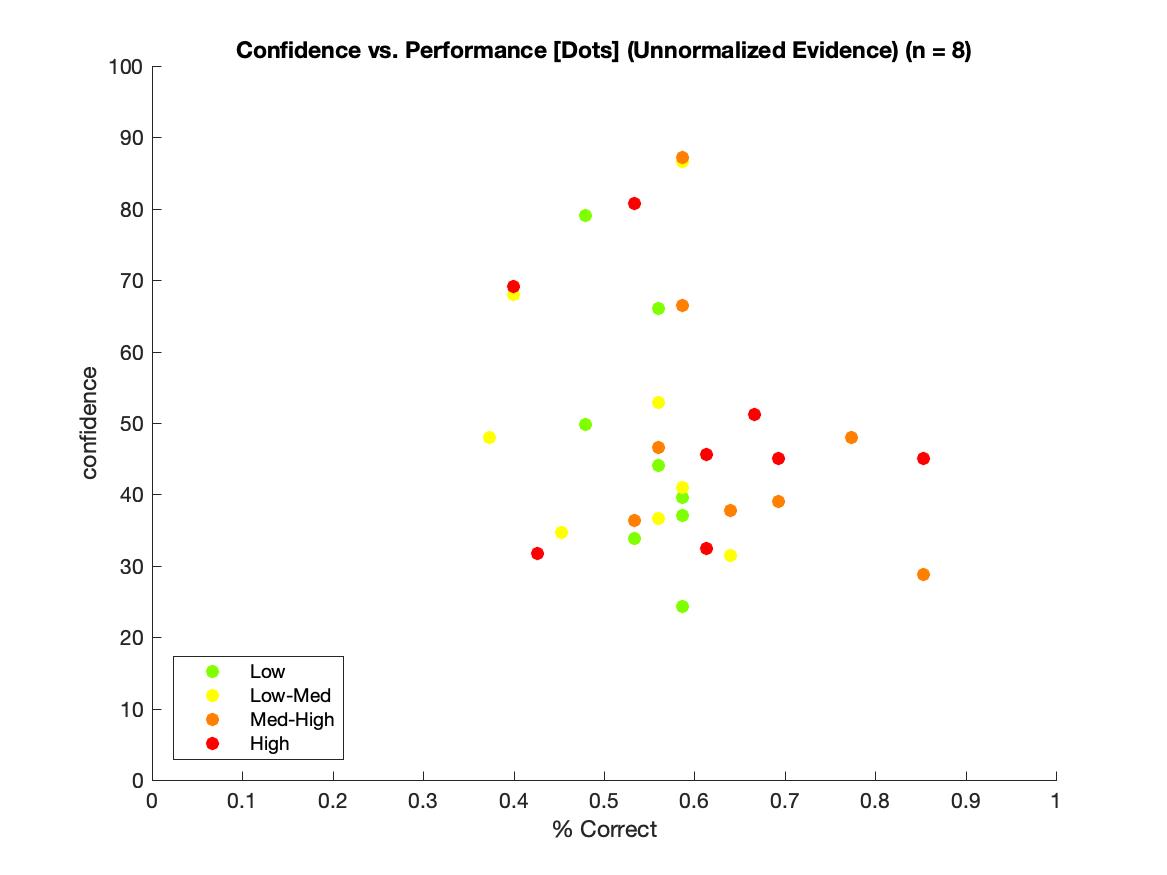 Confidence vs. Performance [Dots] (Unnormalized Evidence) (n = 8)
100
90
80
70
60
50
40
30
20
10
0
confidence
Low
Low-Med
Med-High
High
0 0.1 0.2 0.3 0.4 0.5 0.6 0.7 0.8 0.9 1
% Correct